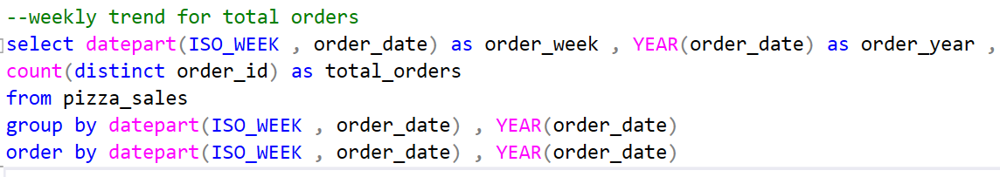 --weekly trend for total orders
select datepart(ISO_WEEK , order_date) as order_week , YEAR(order_date) as order_year ,
count(distinct order_id) as total_orders
from pizza_sales
group by datepart(ISO_WEEK , order_date) , YEAR(order_date)
order by datepart(ISO_WEEK , order_date) , YEAR(order_date)